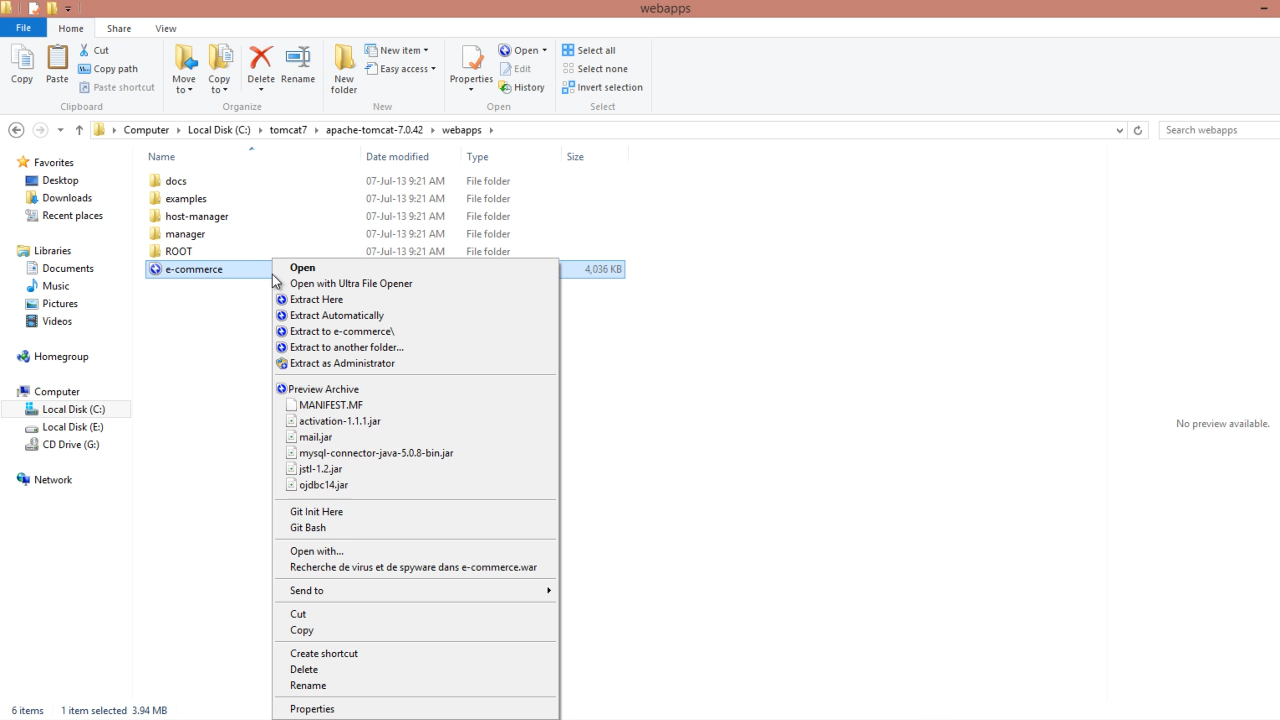 webapps
File Home Share View
Copy
Paste
Cut
Copy path
Paste shortcut
Clipboard
Move to
Copy to
Delete
Rename
Organize
New folder
New item
Easy access
New
Properties
Open
Edit
History
Open
Select all
Select none
Invert selection
Select
Computer Local Disk (C:) tomcat7 apache-tomcat-7.0.42 webapps
Search webapps
Favorites
Desktop
Downloads
Recent places
Libraries
Documents
Music
Pictures
Videos
Homegroup
Computer
Local Disk (C:)
Local Disk (E:)
CD Drive (G:)
Network
Name Date modified Type Size
docs 07-Jul-13 9:21 AM File folder
examples 07-Jul-13 9:21 AM File folder
host-manager 07-Jul-13 9:21 AM File folder
manager 07-Jul-13 9:21 AM File folder
ROOT 07-Jul-13 9:21 AM File folder
e-commerce 4,036 KB
Open
Open with Ultra File Opener
Extract Here
Extract Automatically
Extract to e-commerce\
Extract to another folder...
Extract as Administrator
Preview Archive
MANIFEST.MF
activation-1.1.1.jar
mail.jar
mysql-connector-java-5.0.8-bin.jar
jstl-1.2.jar
ojdbc14.jar
Git Init Here
Git Bash
Open with...
Recherche de virus et de spyware dans e-commerce.war
Send to
Cut
Copy
Create shortcut
Delete
Rename
Properties
No preview available.
6 items 1 item selected 3.94 MB